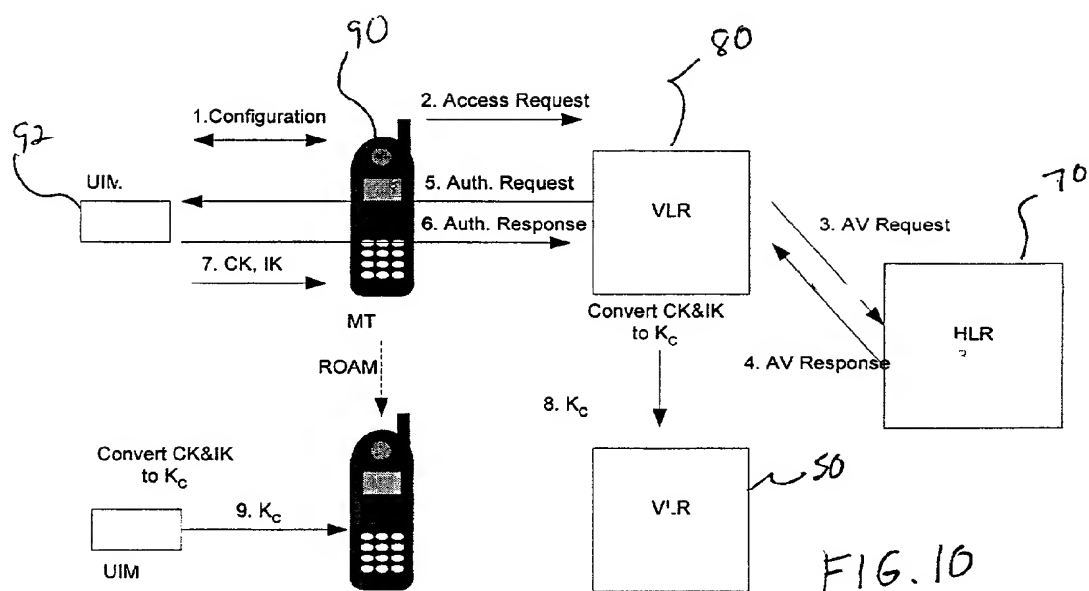 90
80
1.Configuration
2. Access Request
92
UIM
5. Auth. Request
VLR
70
6. Auth. Response
3. AV Request
7. CK, IK
MT
Convert CK&IK
to Kc
HLR
4. AV Response
ROAM
8. Kc
Convert CK&IK
to Kc
50
VLR
9. Kc
UIM
FIG.10